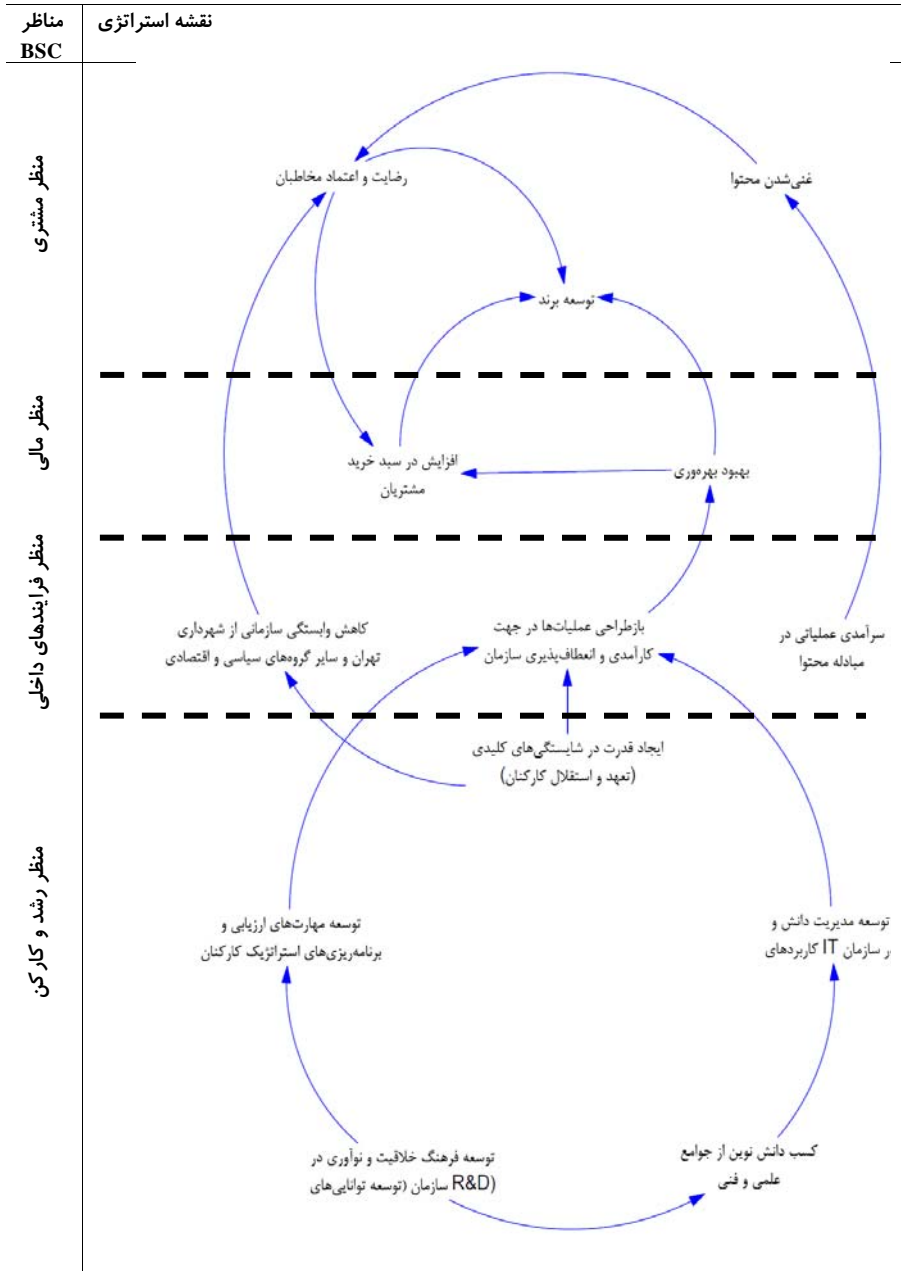 مناظر
BSC
نقشه استراتژی
منظر مشتری
رضایت و اعتماد مخاطبان
غنی‌شدن محتوا
توسعه برند
منظر مالی
افزایش در سبد خرید
مشتریان
بهبود بهره‌وری
منظر فرایندهای داخلی
کاهش وابستگی سازمانی از شهرداری
تهران و سایر گروه‌های سیاسی و اقتصادی
بازطراحی عملیات‌ها در جهت
کارآمدی و انعطاف‌پذیری سازمان
سرآمدی عملیاتی در
مبادله محتوا
منظر رشد و کارکن
ایجاد قدرت در شایستگی‌های کلیدی
(تعهد و استقلال کارکنان)
توسعه مهارت‌های ارزیابی و
برنامه‌ریزی‌های استراتژیک کارکنان
توسعه مدیریت دانش و
ر سازمان IT کاربردهای
توسعه فرهنگ خلاقیت و نوآوری در
(R&D سازمان (توسعه توانایی‌های
کسب دانش نوین از جوامع
علمی و فنی